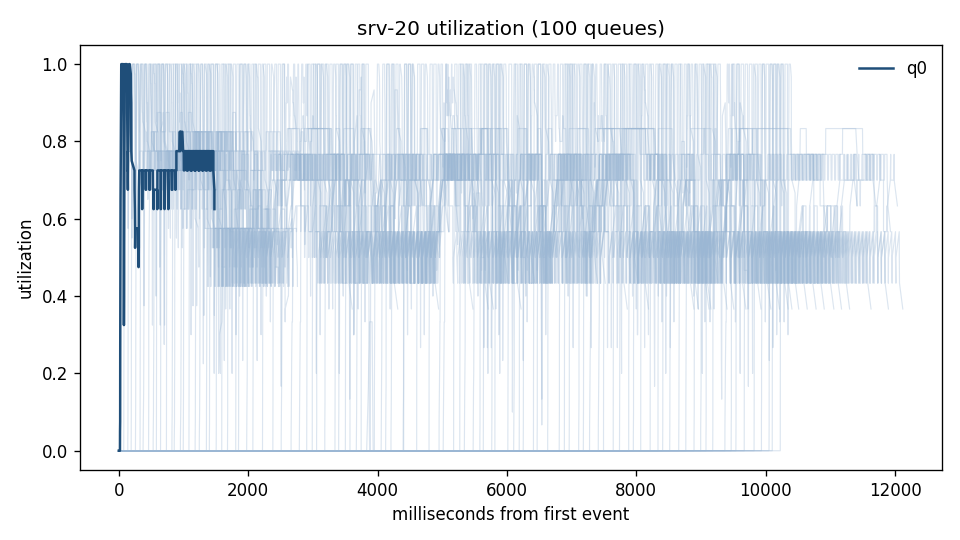 srv-20 utilization (100 queues)
q0
utilization
1.0
0.8
0.6
0.4
0.2
0.0
0 2000 4000 6000 8000 10000 12000
milliseconds from first event